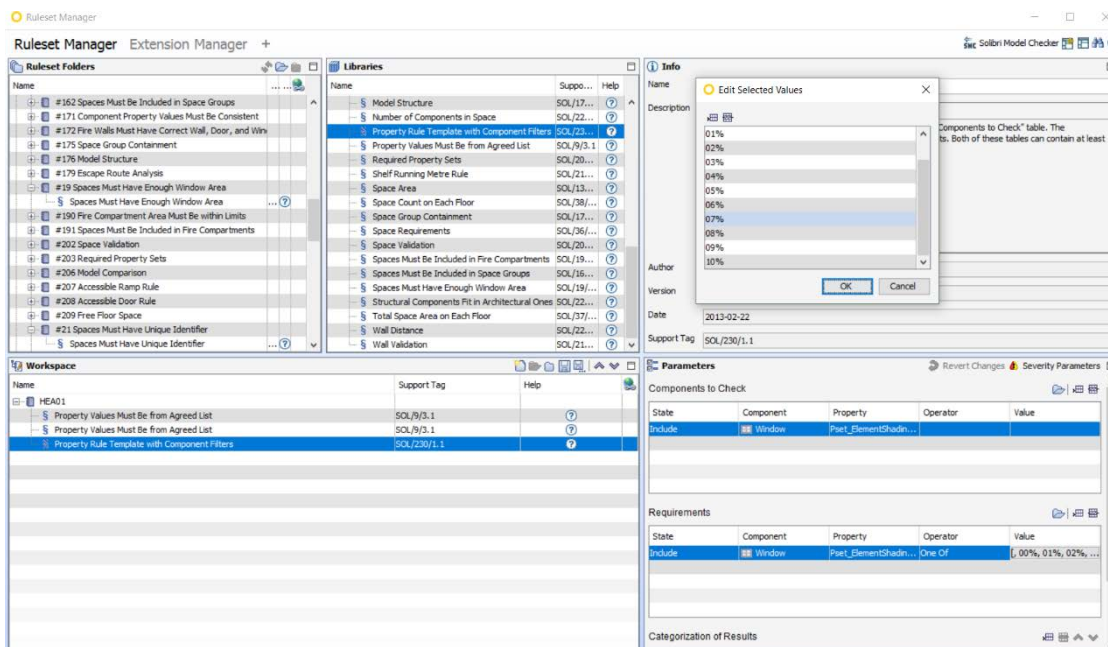 Ruleset Manager
Ruleset Manager Extension Manager +
Solibri Model Checker
Ruleset Folders
Name
#162 Spaces Must Be Included in Space Groups
#171 Component Property Values Must Be Consistent
#172 Fire Walls Must Have Correct Wall, Door, and Win
#175 Space Group Containment
#176 Model Structure
#179 Escape Route Analysis
#19 Spaces Must Have Enough Window Area
§ Spaces Must Have Enough Window Area ...
#190 Fire Compartment Area Must Be within Limits
#191 Spaces Must Be Included in Fire Compartments
#202 Space Validation
#203 Required Property Sets
#206 Model Comparison
#207 Accessible Ramp Rule
#208 Accessible Door Rule
#209 Free Floor Space
#21 Spaces Must Have Unique Identifier
§ Spaces Must Have Unique Identifier ...
Libraries
Name Suppo... Help
§ Model Structure SOL/17...
§ Number of Components in Space SOL/22...
§ Property Rule Template with Component Filters SOL/23...
§ Property Values Must Be from Agreed List SOL/9/3.1
§ Required Property Sets SOL/20...
§ Shelf Running Metre Rule SOL/21...
§ Space Area SOL/13...
§ Space Count on Each Floor SOL/38/...
§ Space Group Containment SOL/17...
§ Space Requirements SOL/36/...
§ Space Validation SOL/20...
§ Spaces Must Be Included in Fire Compartments SOL/19...
§ Spaces Must Be Included in Space Groups SOL/16...
§ Spaces Must Have Enough Window Area SOL/19/...
§ Structural Components Fit in Architectural Ones SOL/22...
§ Total Space Area on Each Floor SOL/37/...
§ Wall Distance SOL/22...
§ Wall Validation SOL/21...
Info
Name
Description
Components to Check" table. The
ts. Both of these tables can contain at least
Author
Version
Date 2013-02-22
Support Tag SOL/230/1.1
Edit Selected Values
01%
02%
03%
04%
05%
06%
07%
08%
09%
10%
OK Cancel
Workspace
Name Support Tag Help
HEA01
§ Property Values Must Be from Agreed List SOL/9/3.1
§ Property Values Must Be from Agreed List SOL/9/3.1
§ Property Rule Template with Component Filters SOL/230/1.1
Parameters Revert Changes Severity Parameters
Components to Check
State Component Property Operator Value
Include Window Pset_ElementShadin...
Requirements
State Component Property Operator Value
Include Window Pset_ElementShadin... One Of [, 00%, 01%, 02%, ...
Categorization of Results